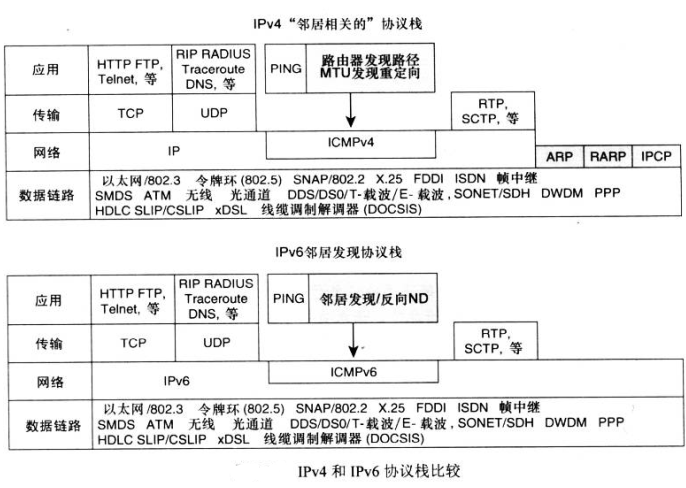 IPv4“邻居相关的”协议栈
应用
HTTP FTP,
Telnet, 等
RIP RADIUS
Traceroute
DNS, 等
PING
路由器发现路径
MTU发现重定向
传输
TCP
UDP
RTP,
SCTP, 等
网络
IP
ICMPv4
ARP
RARP
IPCP
数据链路
以太网/802.3 令牌环 (802.5) SNAP/802.2 X.25 FDDI ISDN 帧中继
SMDS ATM 无线 光通道 DDS/DS0/T-载波/E- 载波, SONET/SDH DWDM PPP
HDLC SLIP/CSLIP xDSL 线缆调制解调器 (DOCSIS)
IPv6邻居发现协议栈
应用
HTTP FTP,
Telnet, 等
RIP RADIUS
Traceroute
DNS, 等
PING
邻居发现/反向ND
传输
TCP
UDP
RTP,
SCTP, 等
网络
IPv6
ICMPv6
数据链路
以太网/802.3 令牌环 (802.5) SNAP/802.2 X.25 FDDI ISDN 帧中继
SMDS ATM 无线 光通道 DDS/DS0/T-载波/E- 载波, SONET/SDH DWDM PPP
HDLC SLIP/CSLIP xDSL 线缆调制解调器 (DOCSIS)
IPv4 和 IPv6 协议栈比较